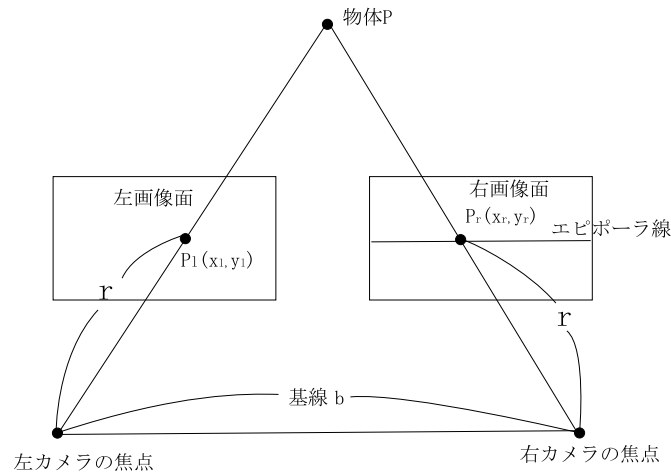 物体P
左画像面
右画像面
Pr(xr,yr)
エピポーラ線
Pl(xl,yl)
r
r
基線 b
左カメラの焦点
右カメラの焦点